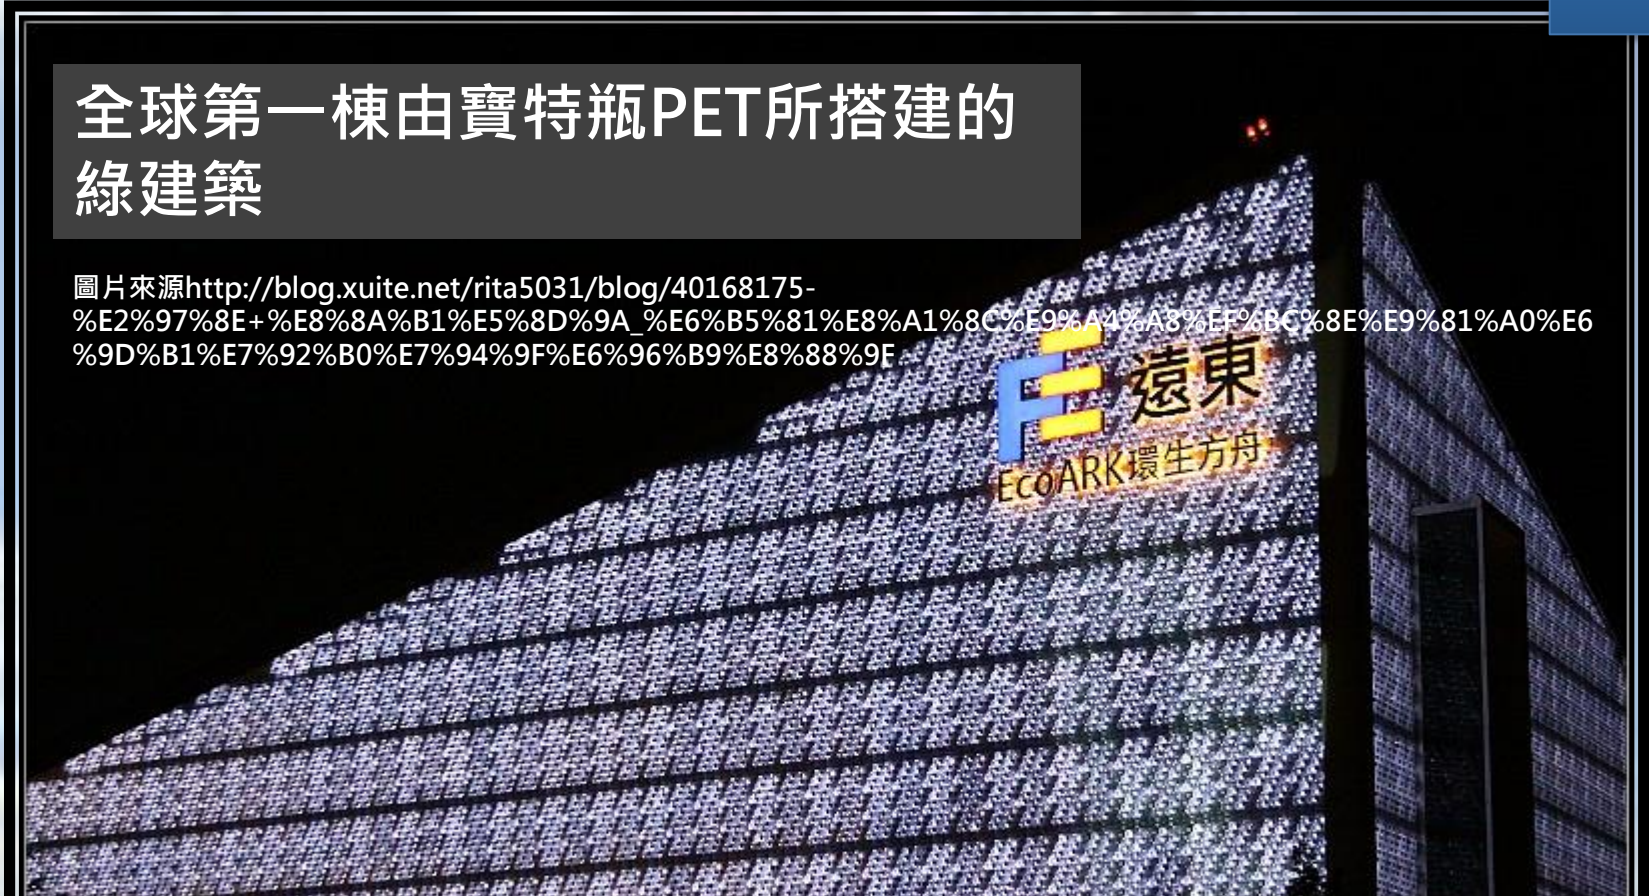 全球第一棟由寶特瓶PET所搭建的
綠建築
圖片來源http://blog.xuite.net/rita5031/blog/40168175-
%E2%97%8E+%E8%8A%B1%E5%8D%9A_%E6%B5%81%E8%A1%8C%E9%A4%A8%EF%BC%8E%E9%81%A0%E6
%9D%B1%E7%92%B0%E7%94%9F%E6%96%B9%E8%88%9F
FE 遠東
EcoARK環生方舟